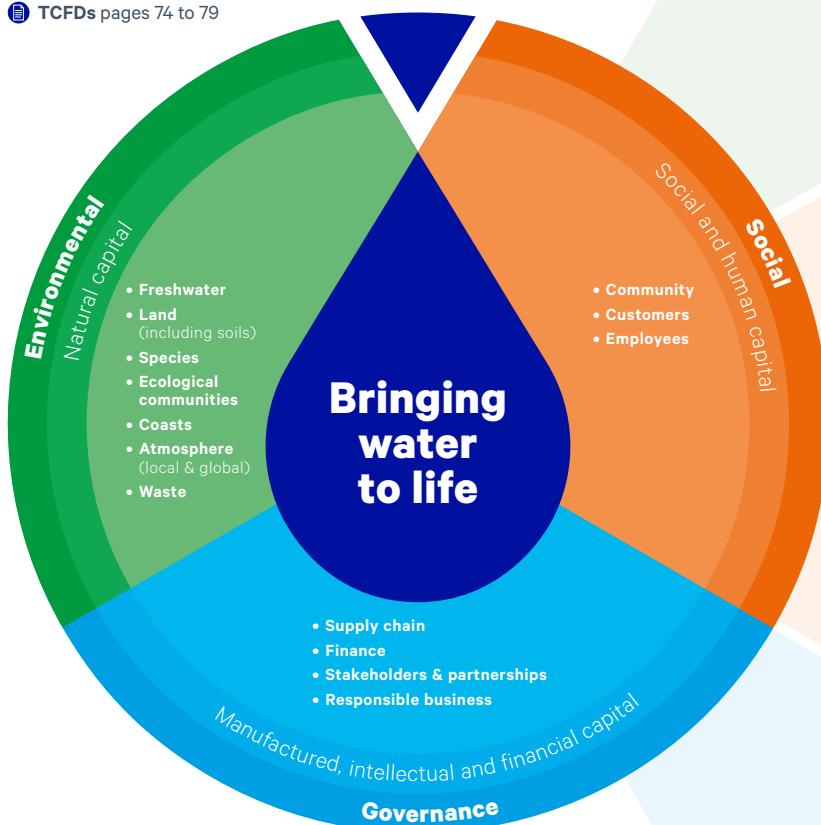 TCFDs pages 74 to 79
Environmental
Natural capital
• Freshwater
• Land
(including soils)
• Species
• Ecological
communities
• Coasts
• Atmosphere
(local & global)
• Waste
Bringing
water
to life
Social
Social and human capital
• Community
• Customers
• Employees
• Supply chain
• Finance
• Stakeholders & partnerships
• Responsible business
Manufactured, intellectual and financial capital
Governance